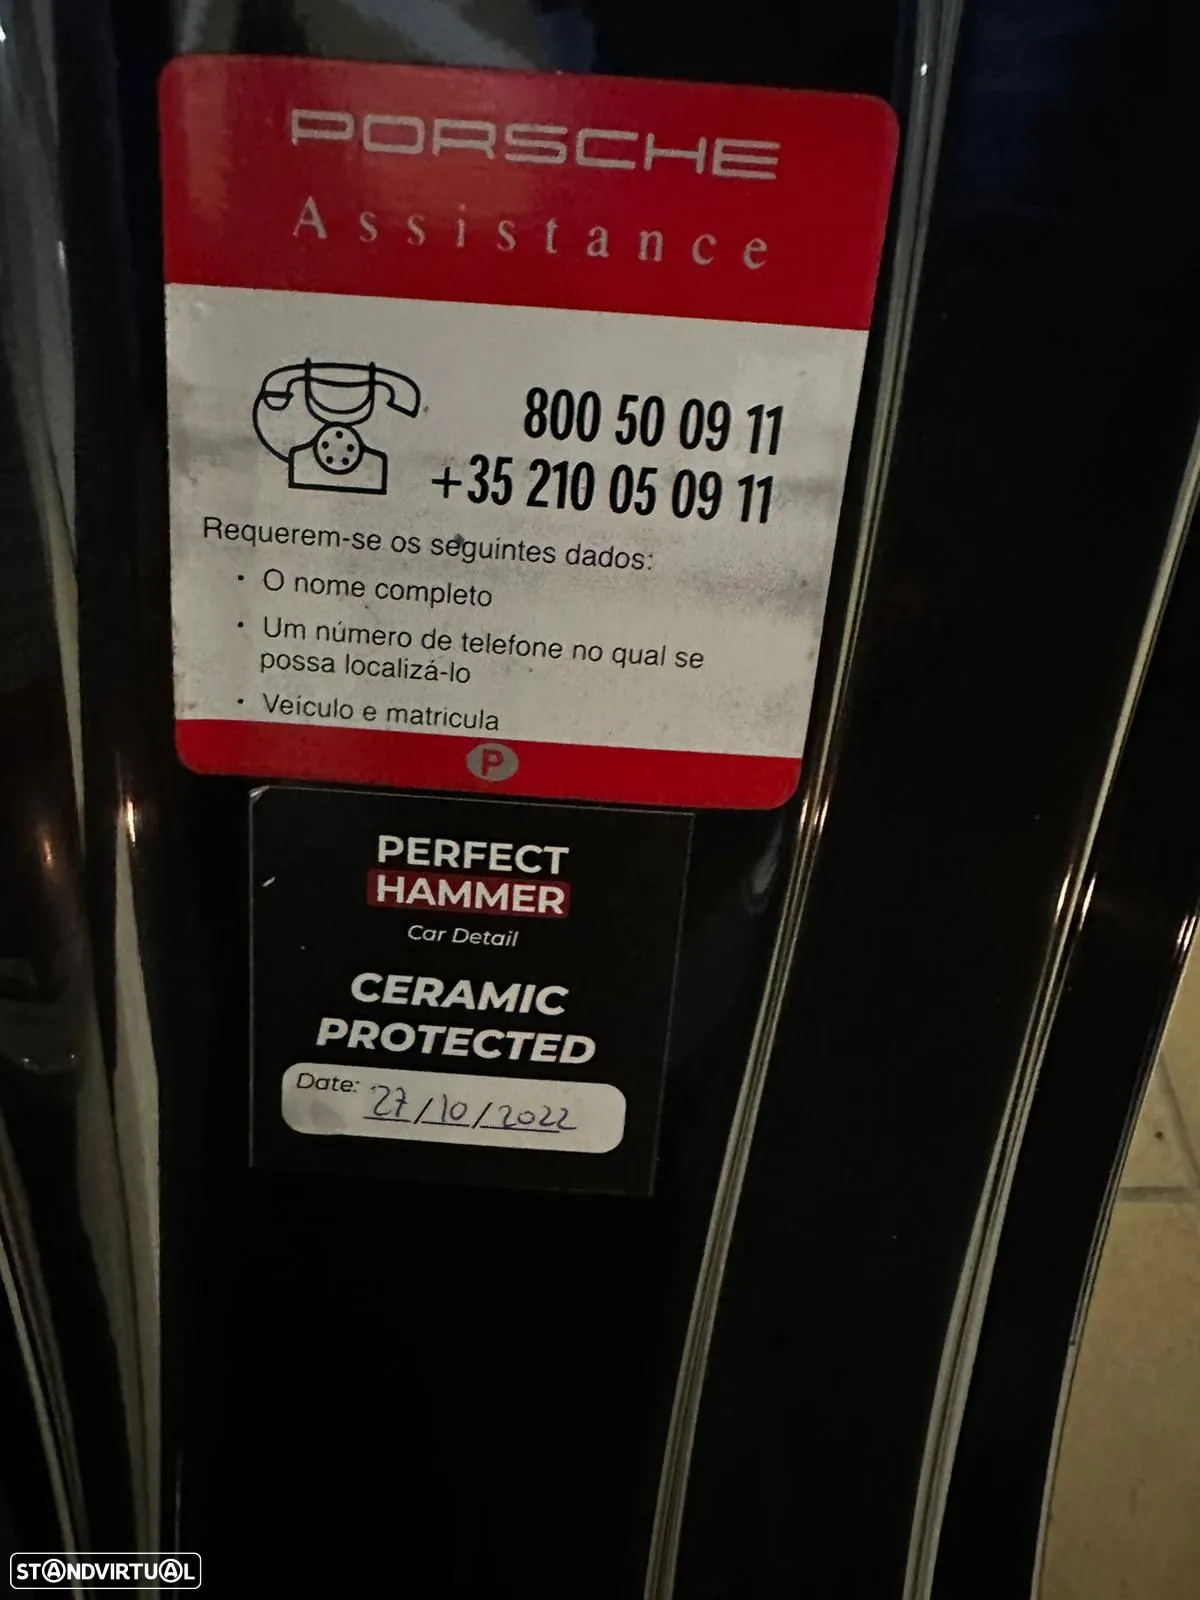 PORSCHE
Assistance
800 50 09 11
+35 210 05 09 11
Requerem-se os seguintes dados:
• O nome completo
• Um número de telefone no qual se
possa localizá-lo
• Veículo e matricula
P
PERFECT
HAMMER
Car Detail
CERAMIC
PROTECTED
Date: 27/10/2022
STANDVIRTUAL